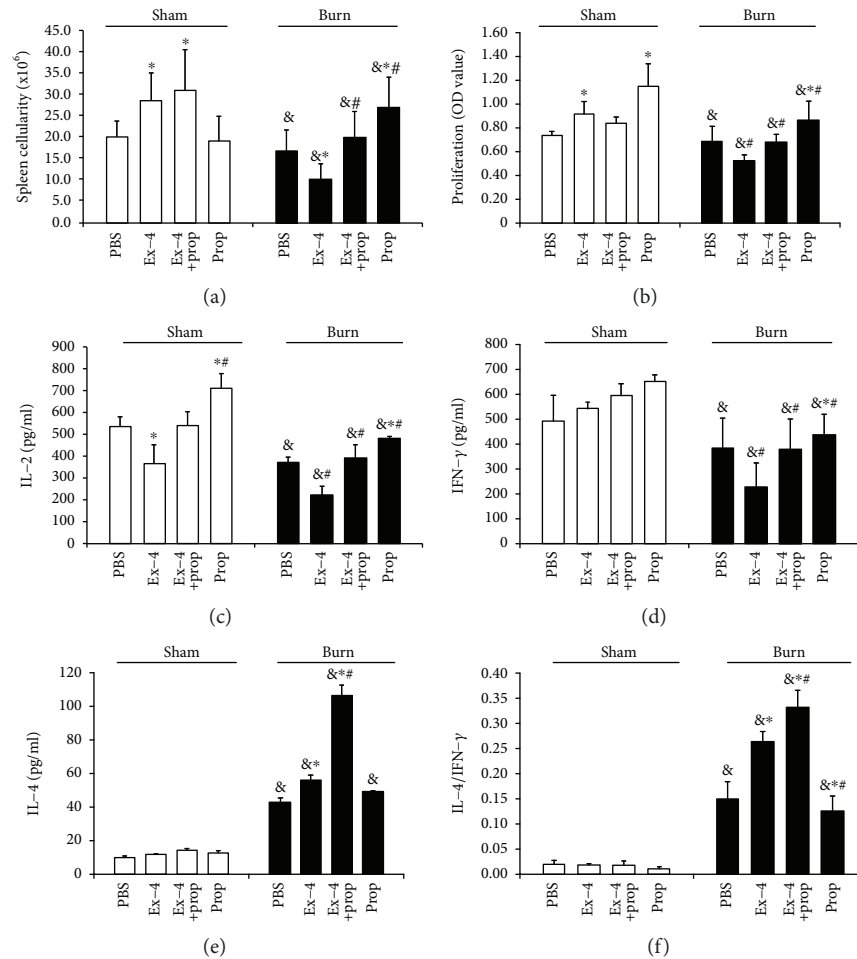 Sham Burn
Spleen cellularity (x10⁶)
45.0
40.0
35.0
30.0
25.0
20.0
15.0
10.0
5.0
0.0
* * & &* &# &*#
PBS Ex–4 Ex–4 +prop Prop PBS Ex–4 Ex–4 +prop Prop
(a)
Sham Burn
Proliferation (OD value)
1.60
1.40
1.20
1.00
0.80
0.60
0.40
0.20
0
* * & &# &# &*#
PBS Ex–4 Ex–4 +prop Prop PBS Ex–4 Ex–4 +prop Prop
(b)
Sham Burn
IL–2 (pg/ml)
900
800
700
600
500
400
300
200
100
0
* *# & &# &# &*#
PBS Ex–4 Ex–4 +prop Prop PBS Ex–4 Ex–4 +prop Prop
(c)
Sham Burn
IFN–γ (pg/ml)
800
700
600
500
400
300
200
100
0
& &# &# &*#
PBS Ex–4 Ex–4 +prop Prop PBS Ex–4 Ex–4 +prop Prop
(d)
Sham Burn
IL–4 (pg/ml)
120
100
80
60
40
20
0
& &* &*# &
PBS Ex–4 Ex–4 +prop Prop PBS Ex–4 Ex–4 +prop Prop
(e)
Sham Burn
IL–4/IFN–γ
0.40
0.35
0.30
0.25
0.20
0.15
0.10
0.05
0.00
& &* &*# &*#
PBS Ex–4 Ex–4 +prop Prop PBS Ex–4 Ex–4 +prop Prop
(f)